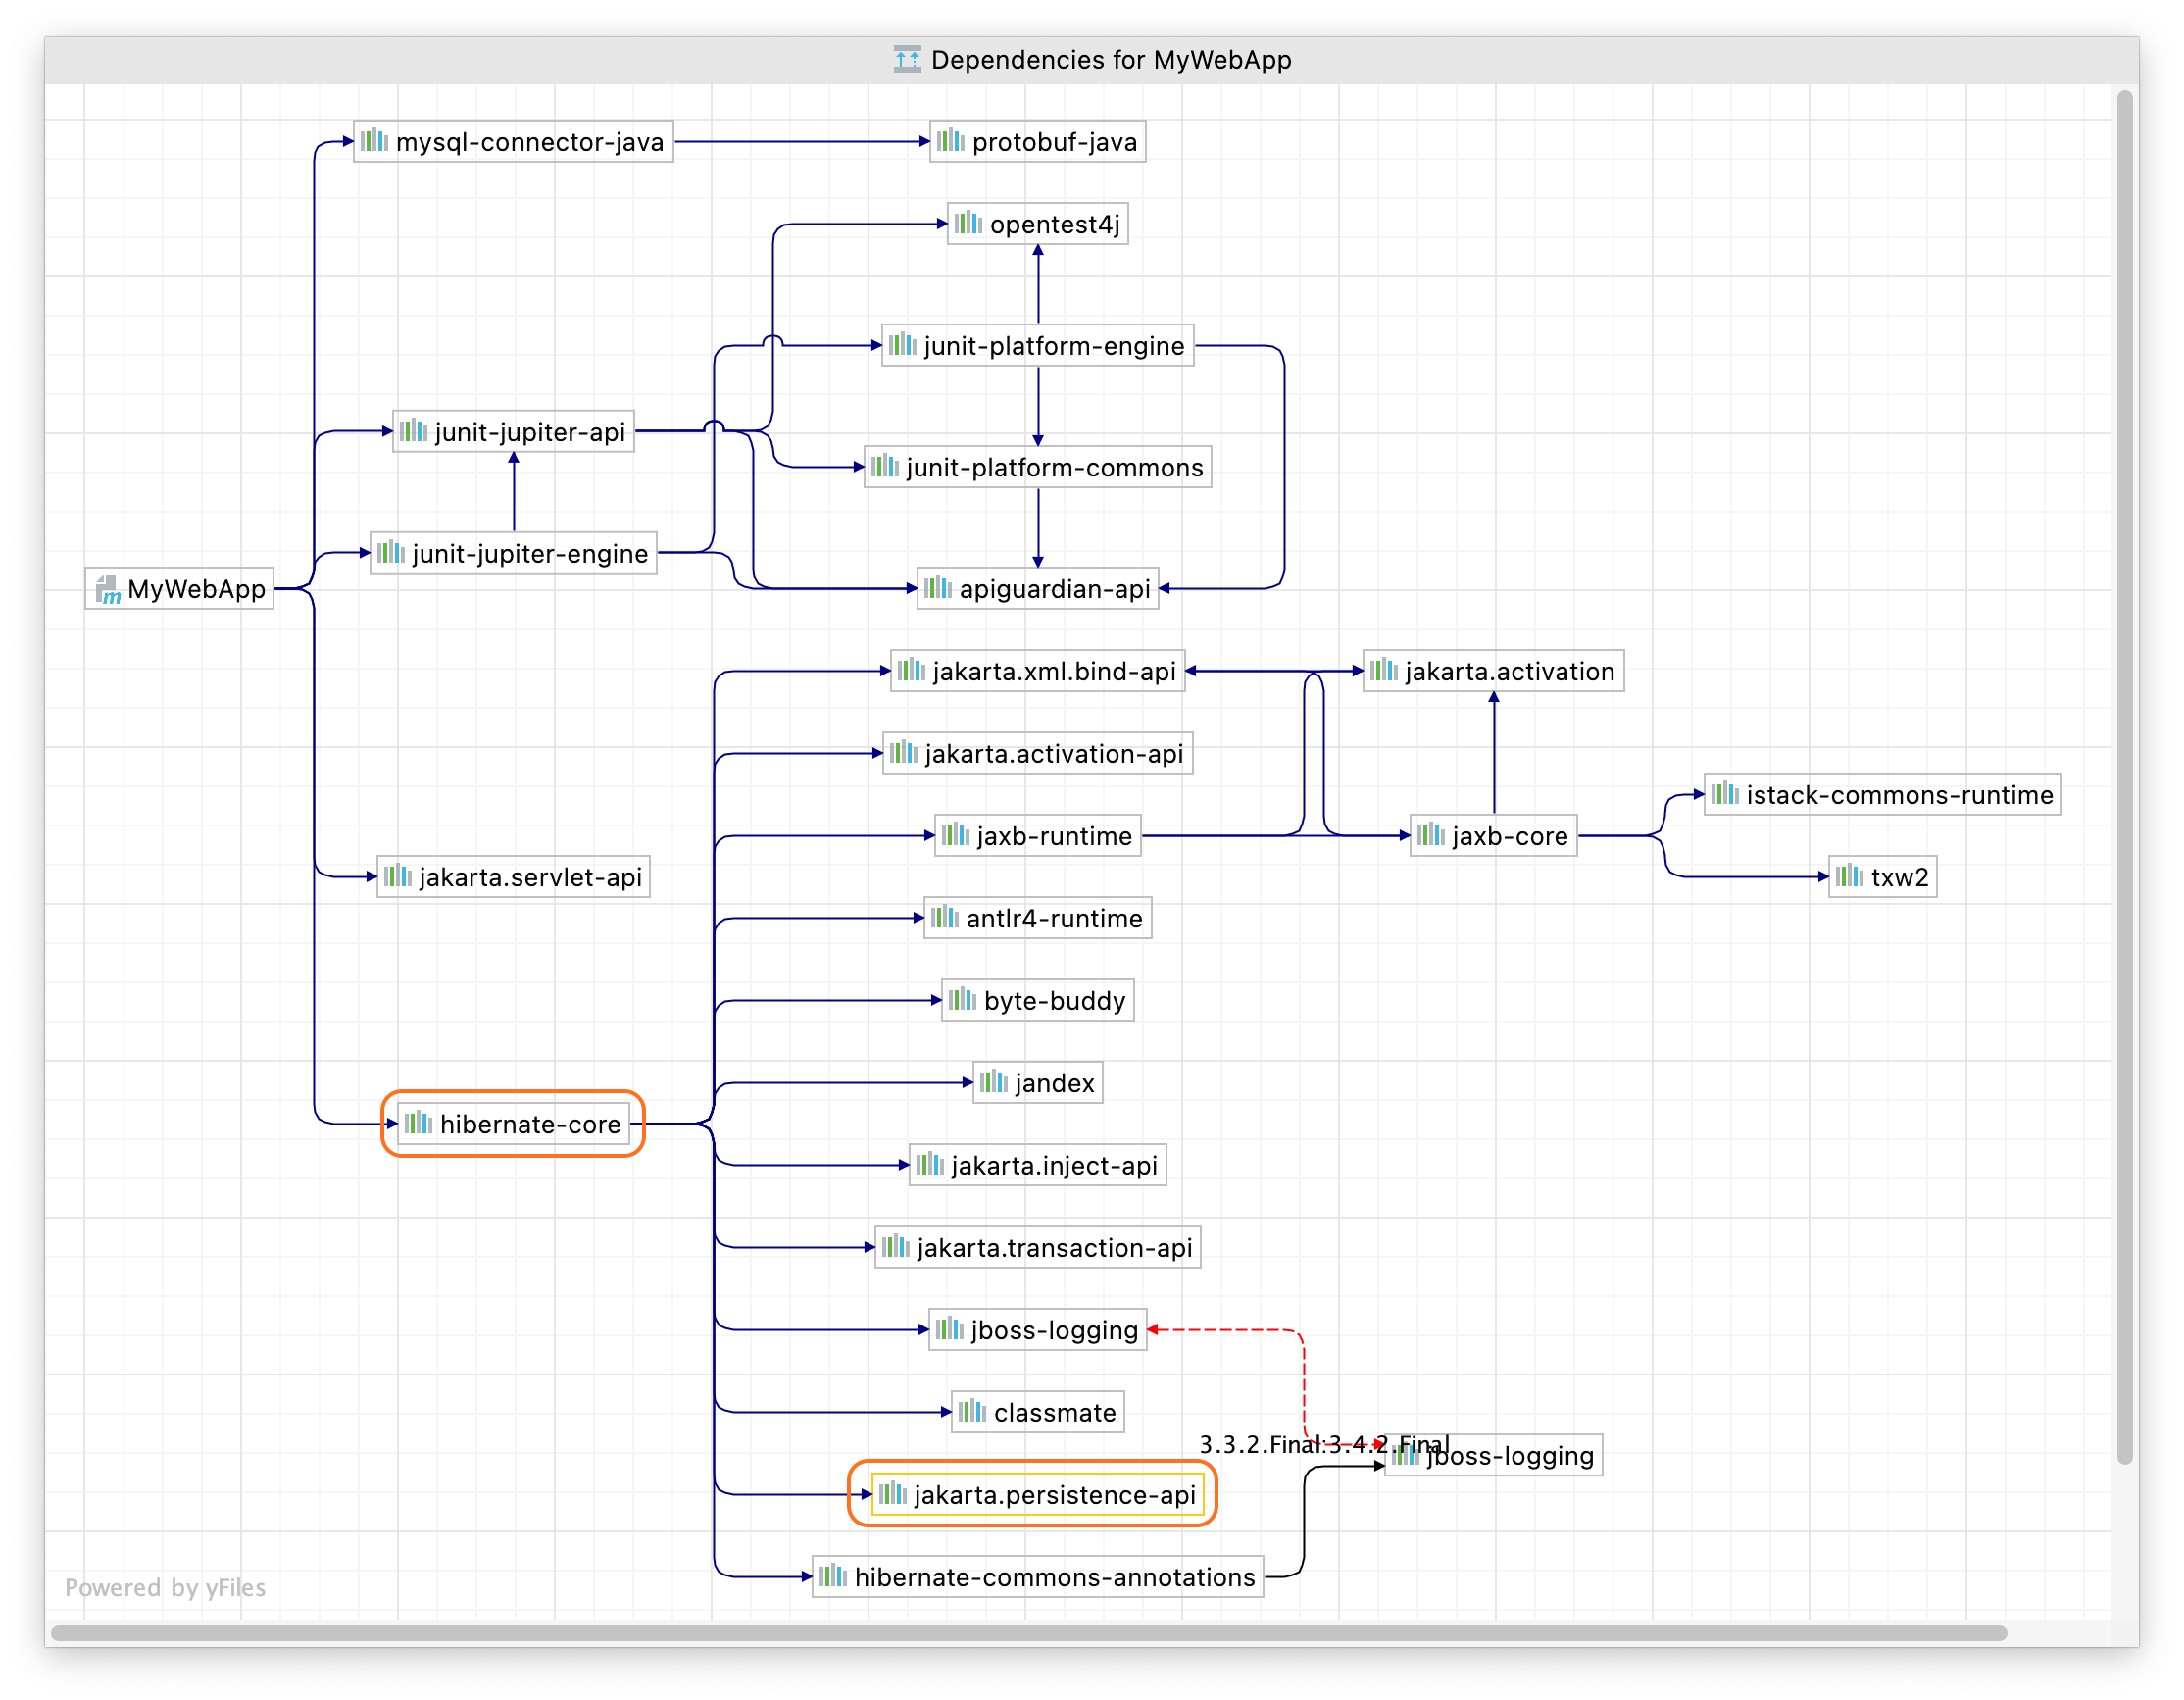 Dependencies for MyWebApp
mysql-connector-java
protobuf-java
opentest4j
junit-platform-engine
junit-jupiter-api
junit-platform-commons
junit-jupiter-engine
MyWebApp
apiguardian-api
jakarta.xml.bind-api
jakarta.activation
jakarta.activation-api
istack-commons-runtime
jaxb-runtime
jaxb-core
jakarta.servlet-api
txw2
antlr4-runtime
byte-buddy
jandex
hibernate-core
jakarta.inject-api
jakarta.transaction-api
jboss-logging
classmate
3.3.2.Final:3.4.2.Final
jboss-logging
jakarta.persistence-api
hibernate-commons-annotations
Powered by yFiles